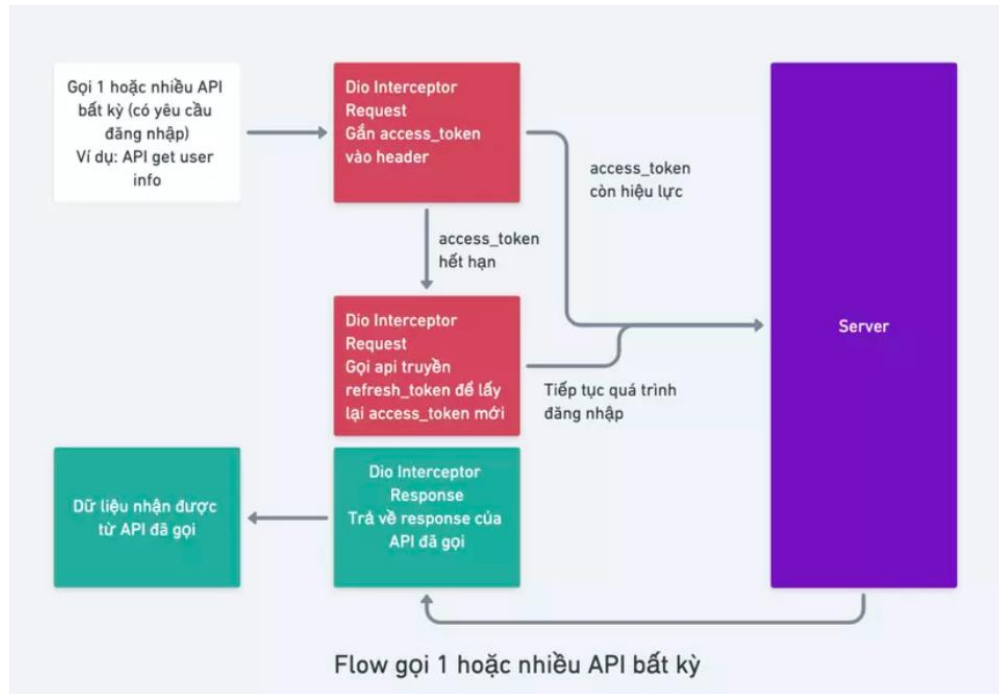 Gọi 1 hoặc nhiều API
bất kỳ (có yêu cầu
đăng nhập)
Ví dụ: API get user
info
Dio Interceptor
Request
Gắn access_token
vào header
access_token
còn hiệu lực
access_token
hết hạn
Dio Interceptor
Request
Gọi api truyền
refresh_token để lấy
lại access_token mới
Server
Tiếp tục quá trình
đăng nhập
Dio Interceptor
Response
Trả về response của
API đã gọi
Dữ liệu nhận được
từ API đã gọi
Flow gọi 1 hoặc nhiều API bất kỳ